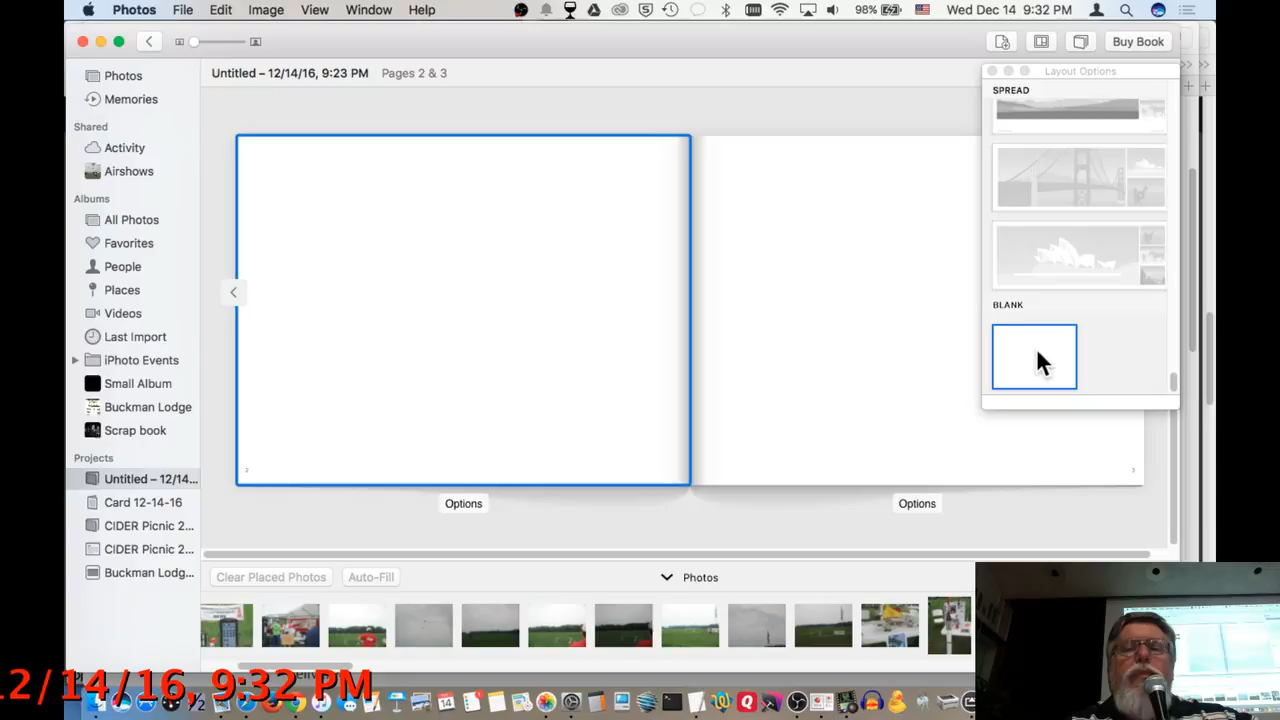 Photos File Edit Image View Window Help 98% Wed Dec 14 9:32 PM
Buy Book
Untitled – 12/14/16, 9:23 PM Pages 2 & 3
Layout Options
Photos
Memories
Shared
Activity
Airshows
Albums
All Photos
Favorites
People
Places
Videos
Last Import
iPhoto Events
Small Album
Buckman Lodge
Scrap book
Projects
Untitled – 12/14...
Card 12-14-16
CIDER Picnic 2...
CIDER Picnic 2...
Buckman Lodg...
SPREAD
BLANK
2
3
Options Options
Clear Placed Photos Auto-Fill Photos
12/14/16, 9:32 PM